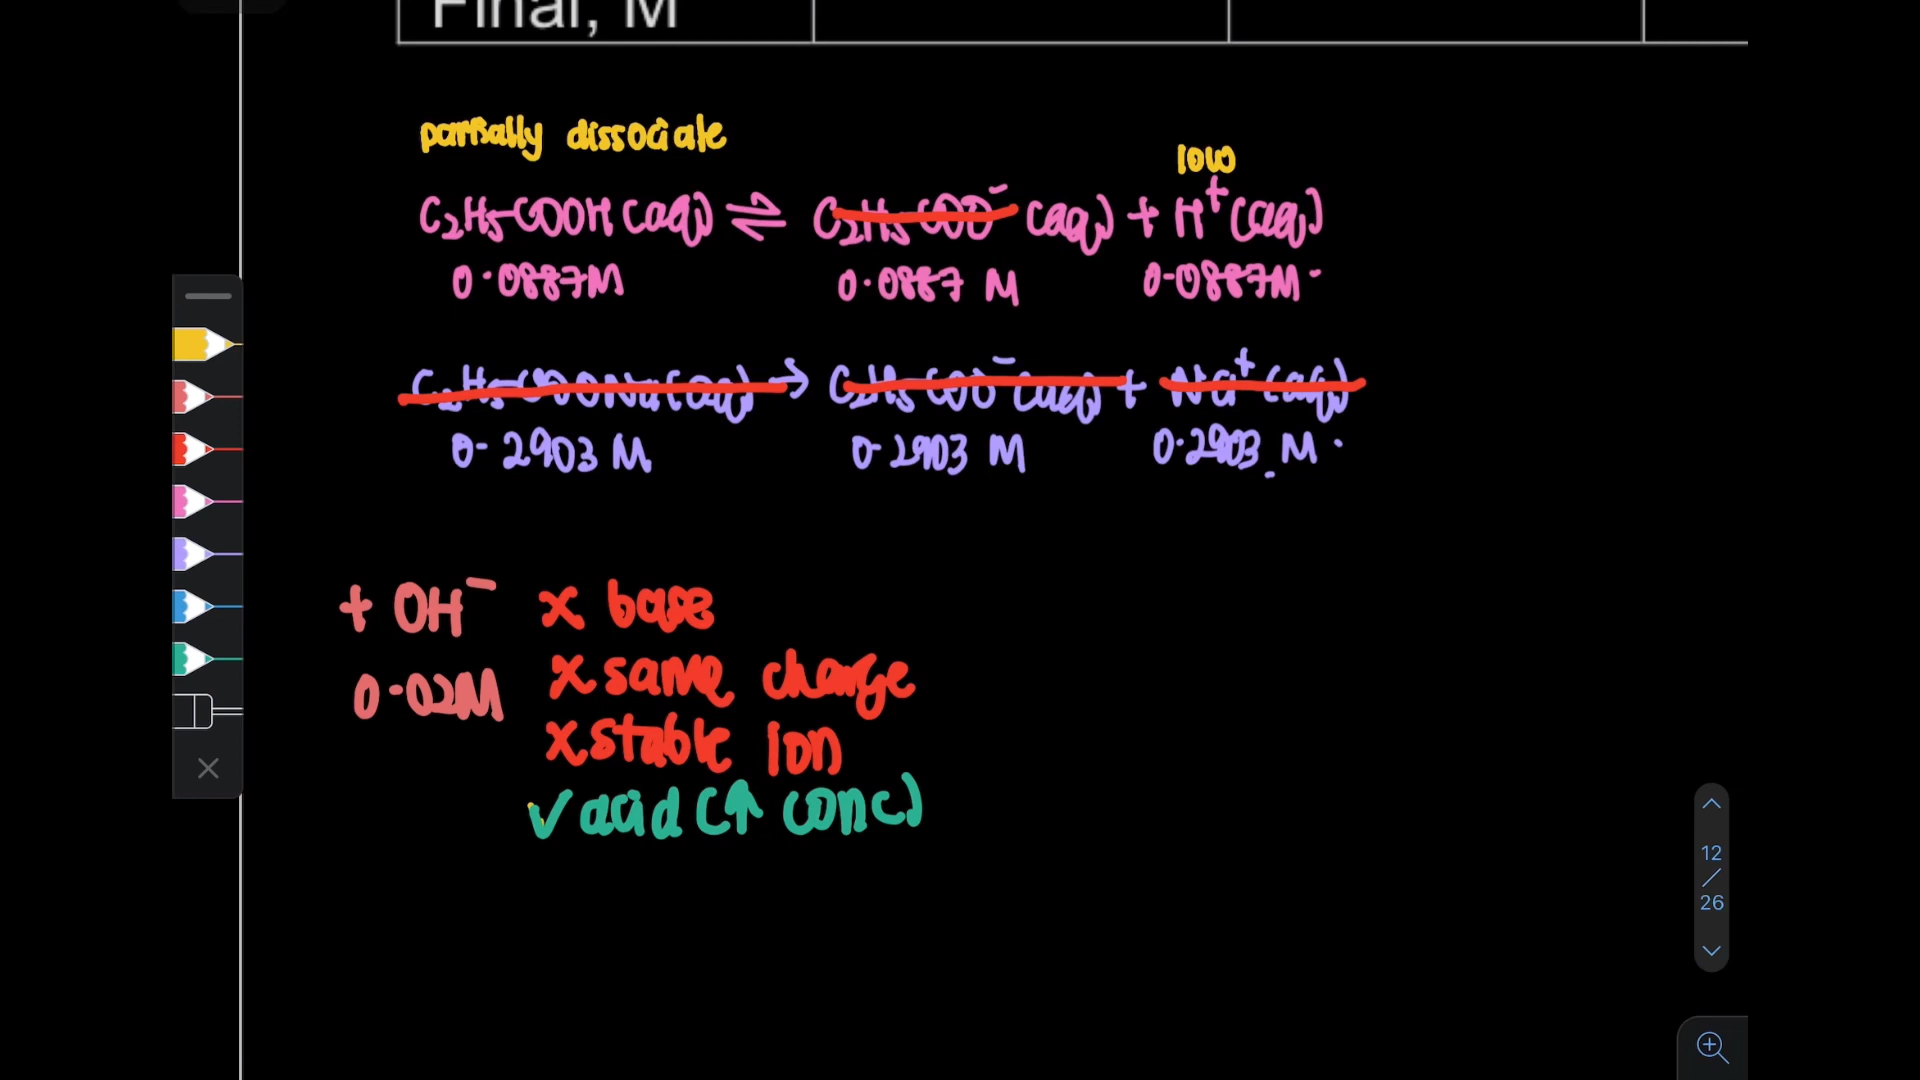 Final, M
partially dissociate
low
C₂H₅COOH (aq) ⇌ C₂H₅COO⁻ (aq) + H⁺ (aq)
0.0887M 0.0887 M 0.0887M
C₂H₅COONa (aq) → C₂H₅COO⁻ (aq) + Na⁺ (aq)
0.2903 M 0.2903 M 0.2903 M
+ OH⁻ x base
0.02M x same charge
x stable ion
✓ acid (↑ conc)
12
/
26